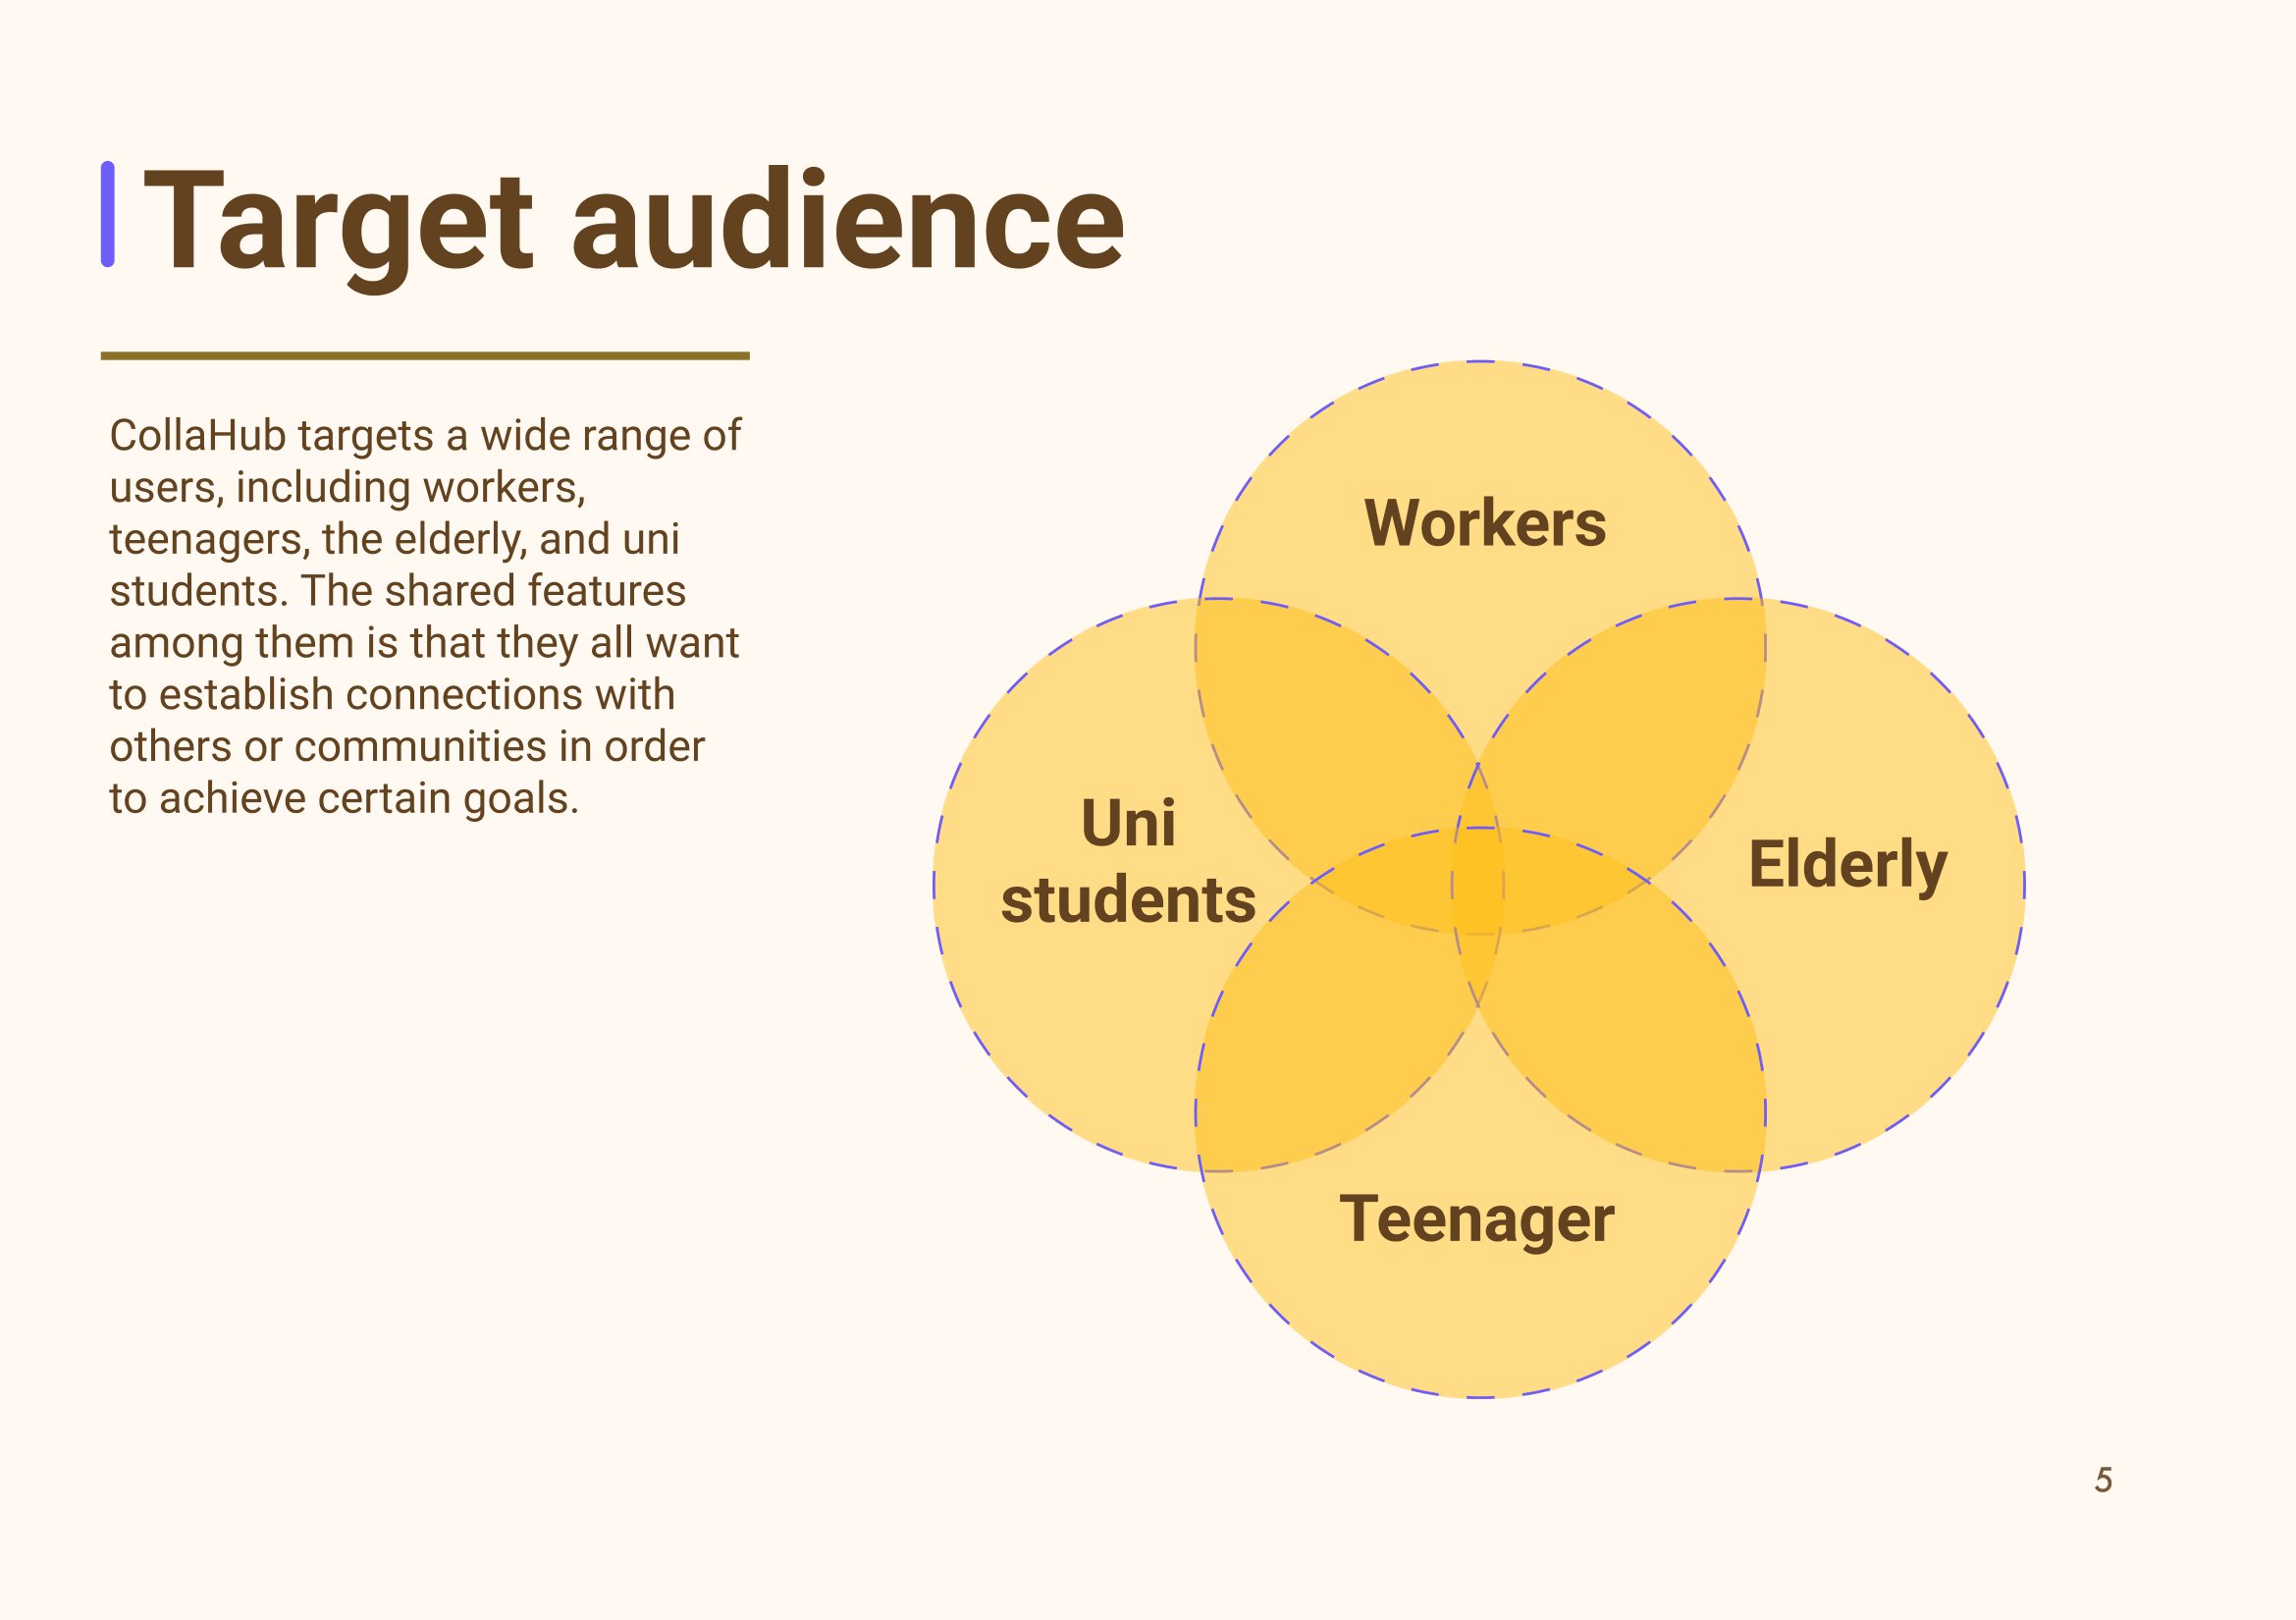 Target audience
CollaHub targets a wide range of
users, including workers,
teenagers, the elderly, and uni
students. The shared features
among them is that they all want
to establish connections with
others or communities in order
to achieve certain goals.
Workers
Uni
students
Elderly
Teenager
5